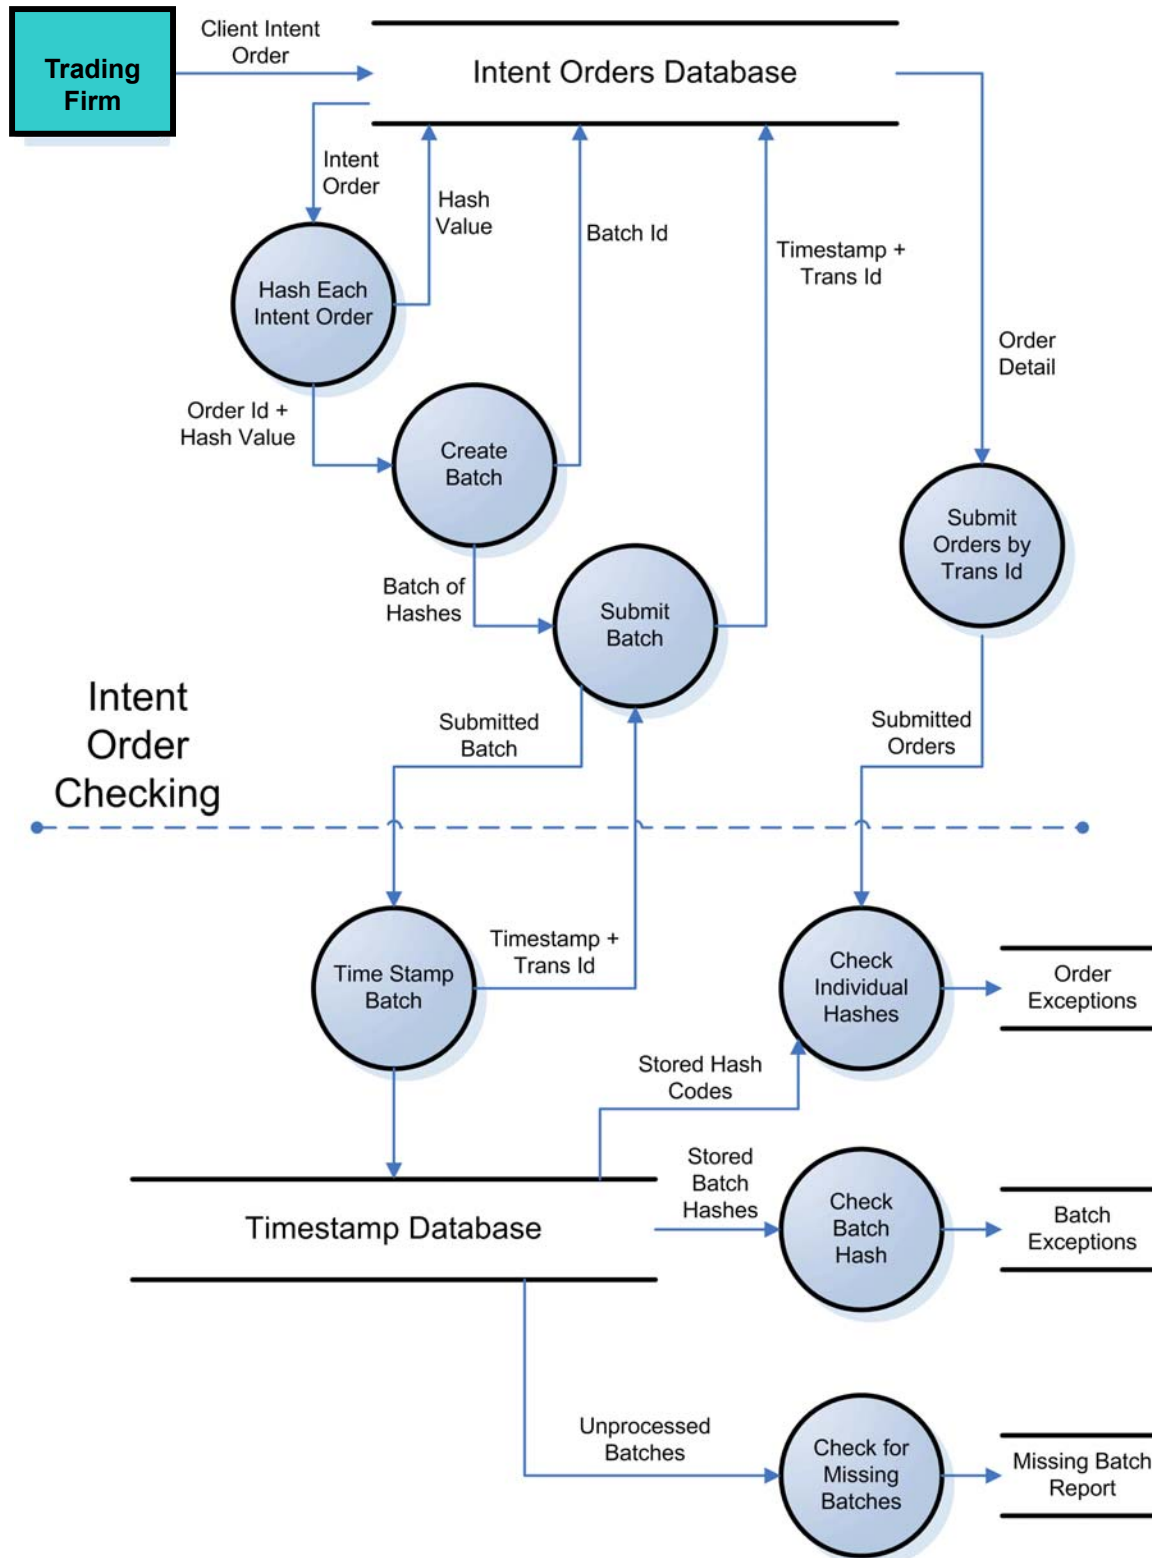 Trading
Firm
Client Intent
Order
Intent Orders Database
Intent
Order
Hash
Value
Batch Id
Timestamp +
Trans Id
Hash Each
Intent Order
Order
Detail
Order Id +
Hash Value
Create
Batch
Submit
Orders by
Trans Id
Batch of
Hashes
Submit
Batch
Intent
Order
Checking
Submitted
Batch
Submitted
Orders
Time Stamp
Batch
Timestamp +
Trans Id
Check
Individual
Hashes
Order
Exceptions
Stored Hash
Codes
Timestamp Database
Stored
Batch
Hashes
Check
Batch
Hash
Batch
Exceptions
Unprocessed
Batches
Check for
Missing
Batches
Missing Batch
Report